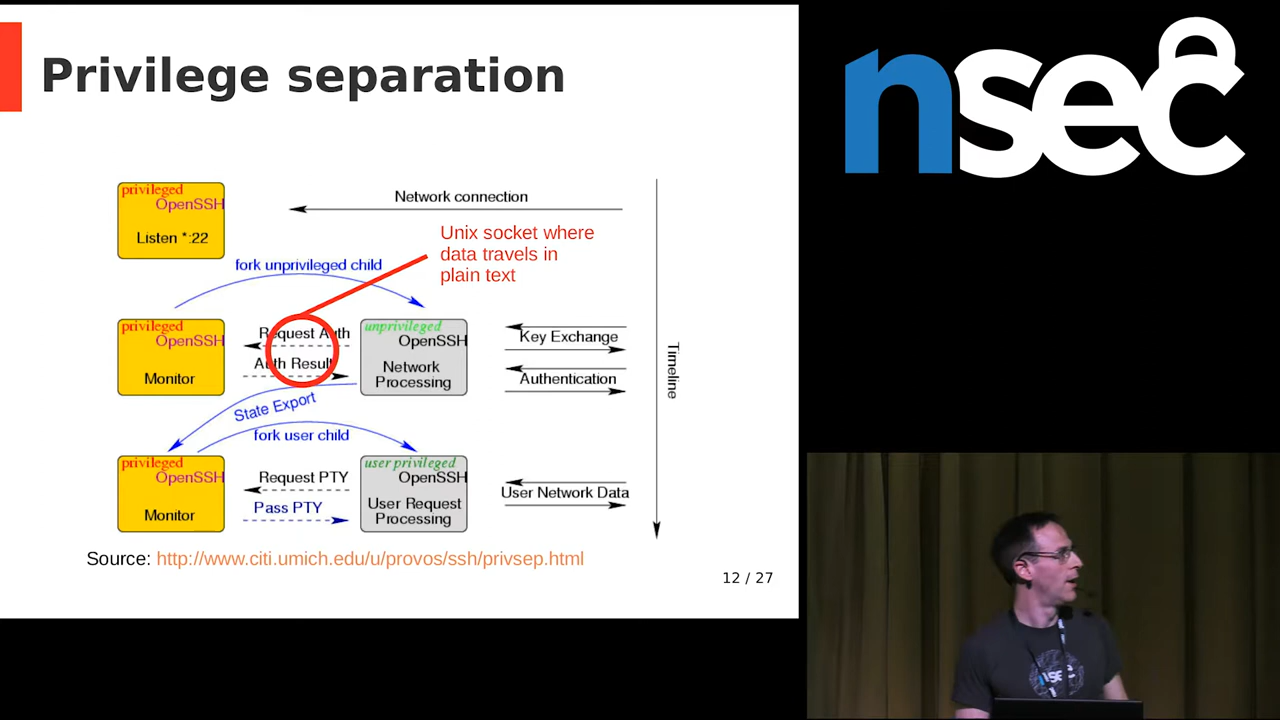 Privilege separation
nsec
privileged
OpenSSH
Listen *:22
Network connection
Unix socket where
data travels in
plain text
fork unprivileged child
privileged
OpenSSH
Monitor
Request Auth
Auth Result
unprivileged
OpenSSH
Network
Processing
Key Exchange
Authentication
Timeline
State Export
fork user child
privileged
OpenSSH
Monitor
Request PTY
Pass PTY
user privileged
OpenSSH
User Request
Processing
User Network Data
Source: http://www.citi.umich.edu/u/provos/ssh/privsep.html
12 / 27
nsec